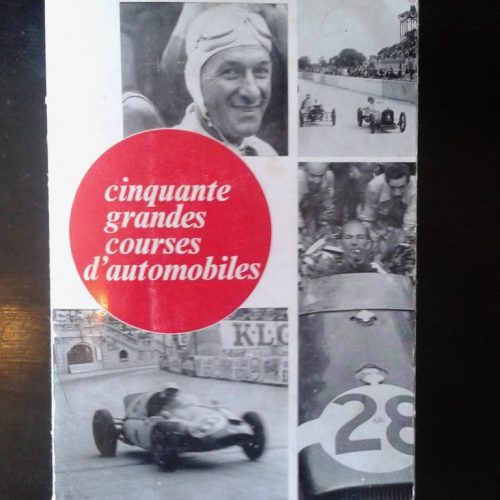 cinquante
grandes
courses
d'automobiles
KLG
28